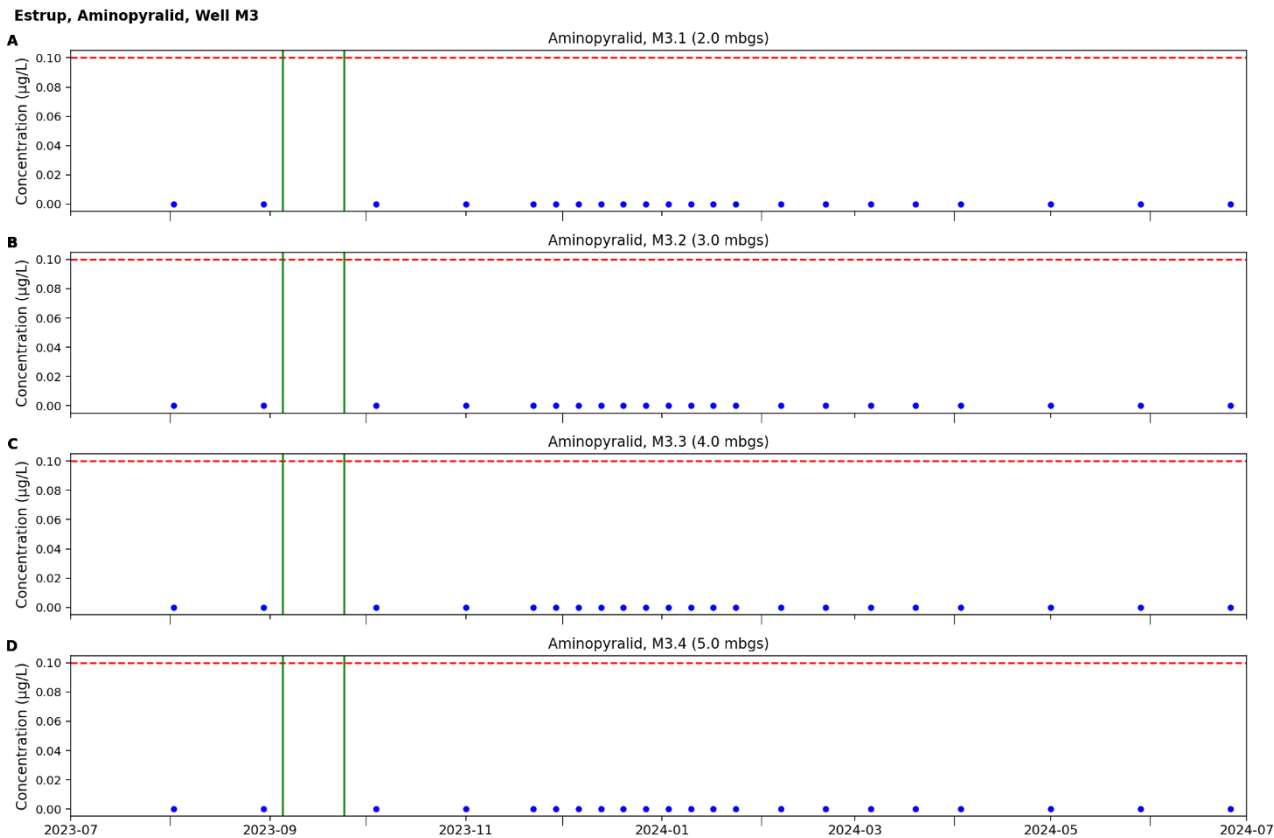 Estrup, Aminopyralid, Well M3
A
Aminopyralid, M3.1 (2.0 mbgs)
Concentration (µg/L)
0.10
0.08
0.06
0.04
0.02
0.00
B
Aminopyralid, M3.2 (3.0 mbgs)
Concentration (µg/L)
0.10
0.08
0.06
0.04
0.02
0.00
C
Aminopyralid, M3.3 (4.0 mbgs)
Concentration (µg/L)
0.10
0.08
0.06
0.04
0.02
0.00
D
Aminopyralid, M3.4 (5.0 mbgs)
Concentration (µg/L)
0.10
0.08
0.06
0.04
0.02
0.00
2023-07 2023-09 2023-11 2024-01 2024-03 2024-05 2024-07